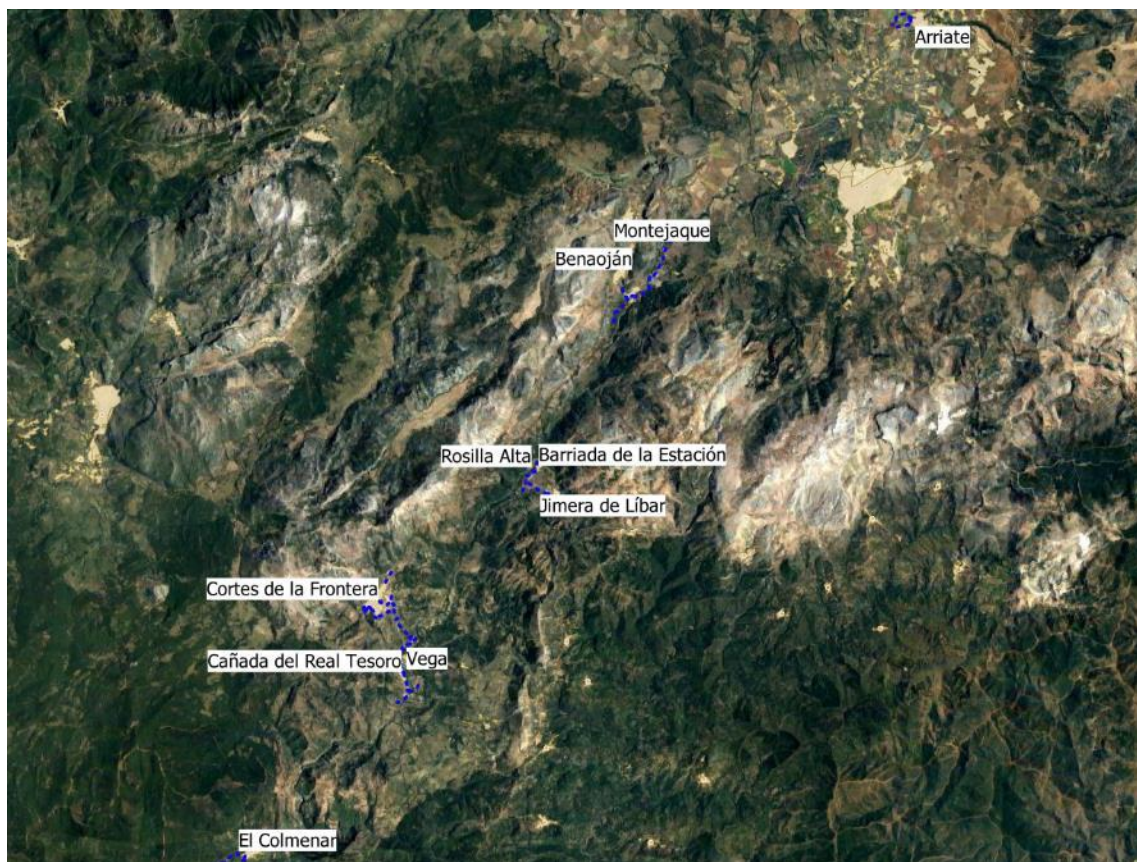 Arriate
Montejaque
Benaoján
Rosilla Alta
Barriada de la Estación
Jimera de Líbar
Cortes de la Frontera
Cañada del Real Tesoro
Vega
El Colmenar